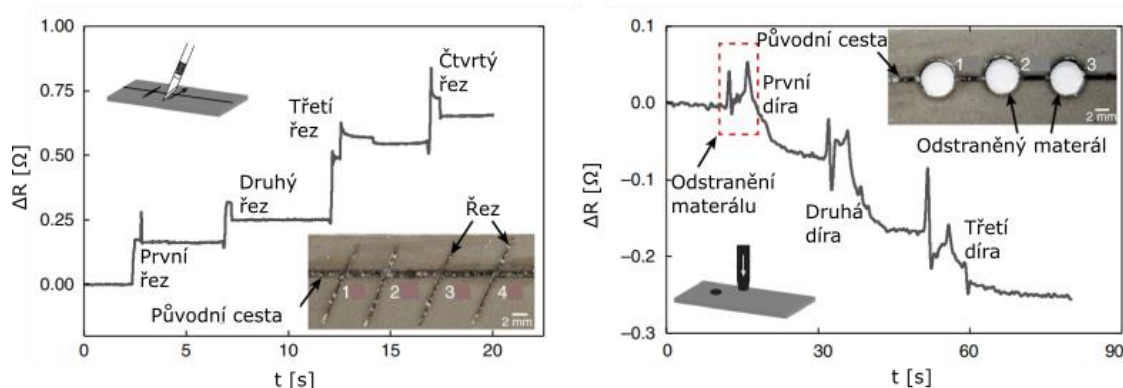 ΔR [Ω]
1.00
0.75
0.50
0.25
0.00
0
5
10
15
20
t [s]
První
řez
Druhý
řez
Třetí
řez
Čtvrtý
řez
Řez
Původní cesta
1
2
3
4
2 mm
ΔR [Ω]
0.1
0.0
−0.1
−0.2
−0.3
0
30
60
90
t [s]
Původní cesta
První
díra
Odstranění
materálu
Druhá
díra
Třetí
díra
1
2
3
2 mm
Odstraněný materál